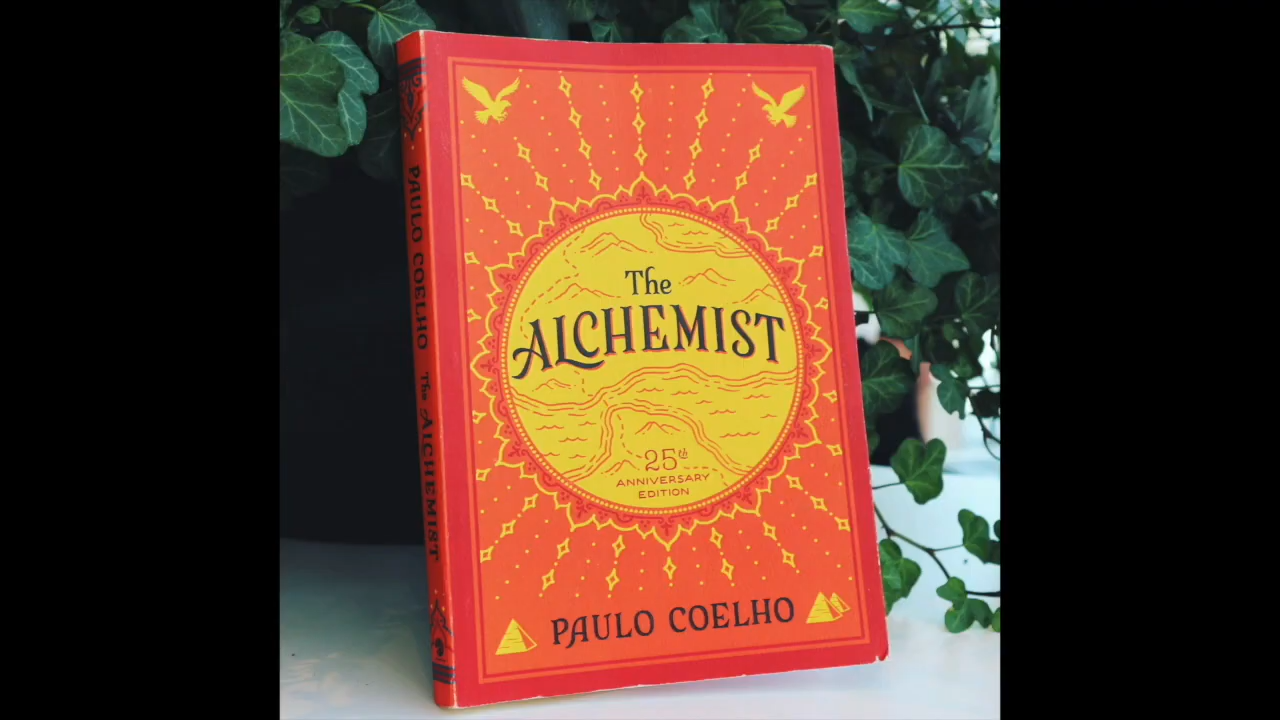 PAULO COELHO The ALCHEMIST
The
ALCHEMIST
25th
ANNIVERSARY
EDITION
PAULO COELHO